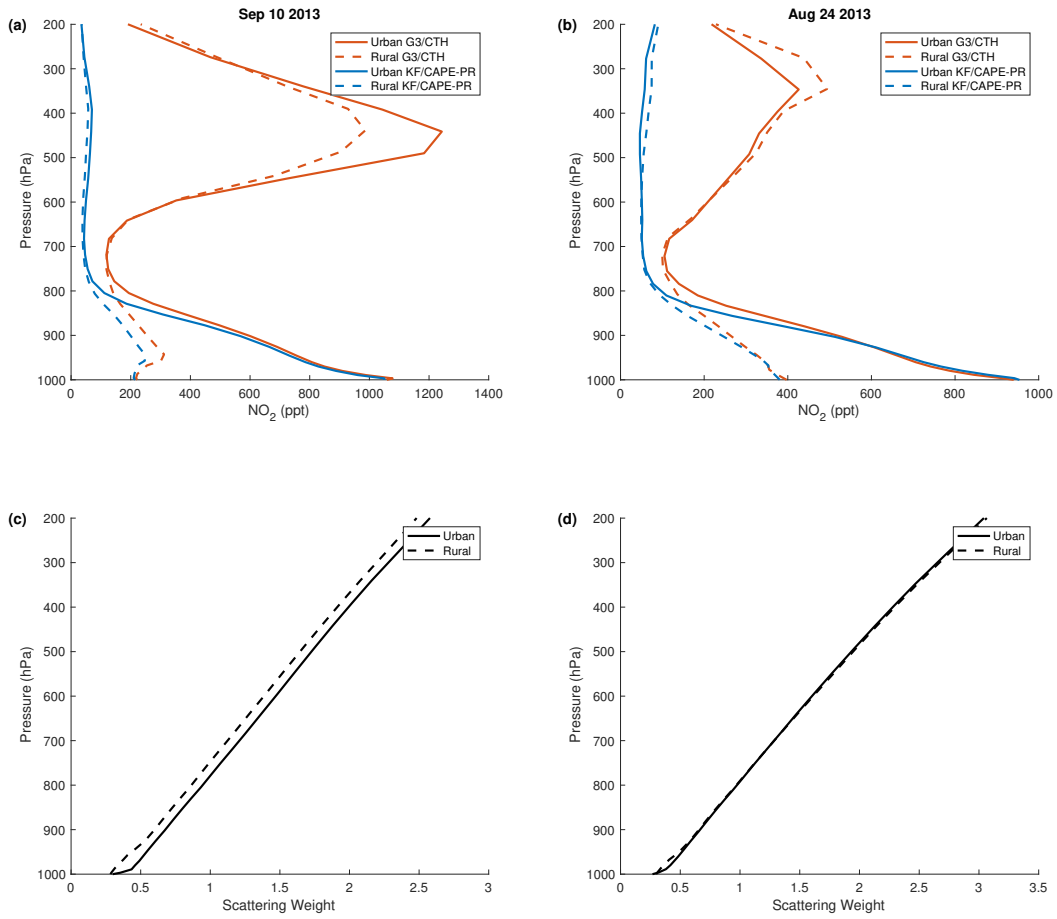 (a)
Sep 10 2013
200
300
400
500
600
700
800
900
1000
Pressure (hPa)
Urban G3/CTH
Rural G3/CTH
Urban KF/CAPE-PR
Rural KF/CAPE-PR
0 200 400 600 800 1000 1200 1400
NO2 (ppt)
(b)
Aug 24 2013
200
300
400
500
600
700
800
900
1000
Pressure (hPa)
Urban G3/CTH
Rural G3/CTH
Urban KF/CAPE-PR
Rural KF/CAPE-PR
0 200 400 600 800 1000
NO2 (ppt)
(c)
200
300
400
500
600
700
800
900
1000
Pressure (hPa)
Urban
Rural
0 0.5 1 1.5 2 2.5 3
Scattering Weight
(d)
200
300
400
500
600
700
800
900
1000
Pressure (hPa)
Urban
Rural
0 0.5 1 1.5 2 2.5 3 3.5
Scattering Weight